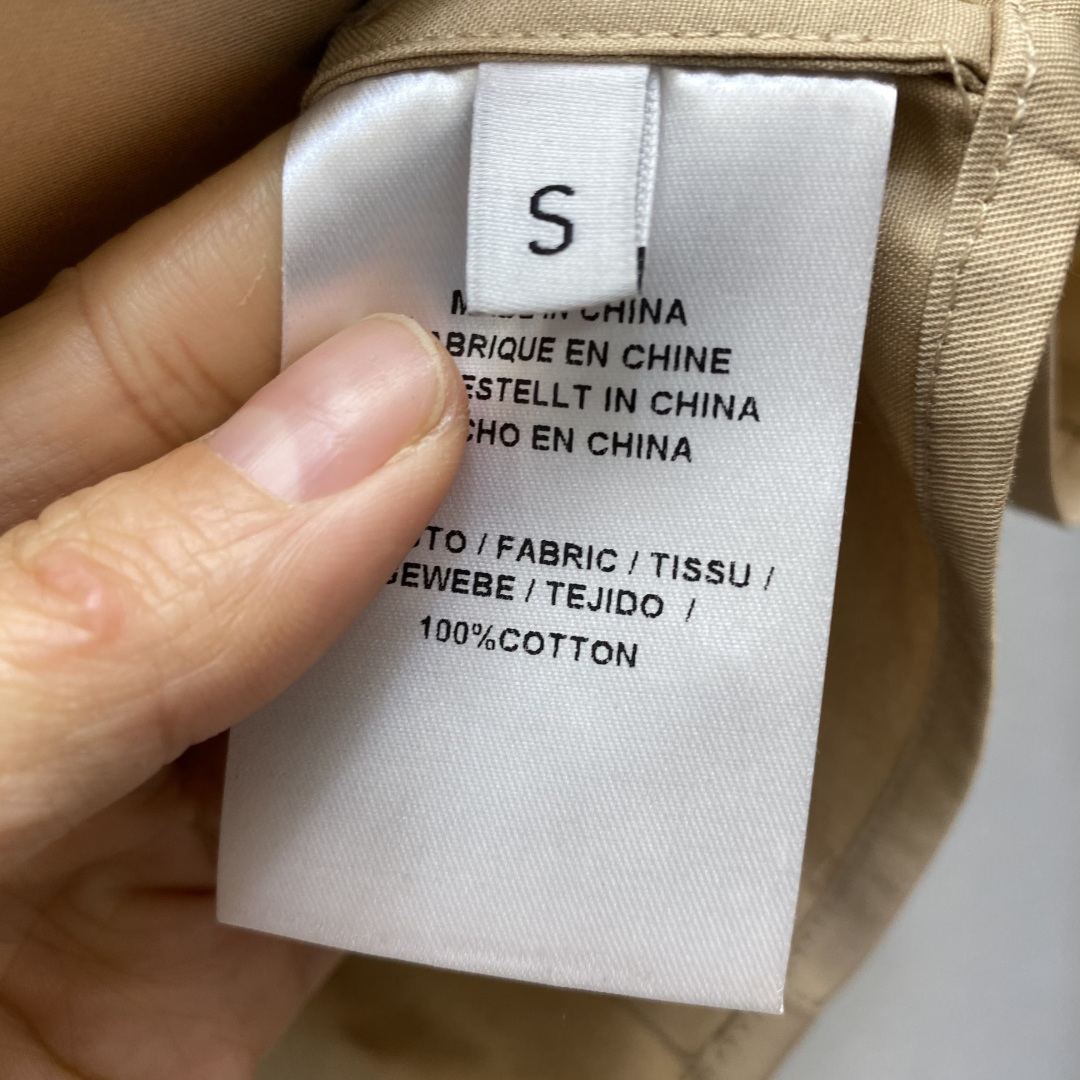 S
IN CHINA
EN CHINE
IN CHINA
EN CHINA
/ FABRIC / TISSU /
GEWEBE / TEJIDO /
100%COTTON